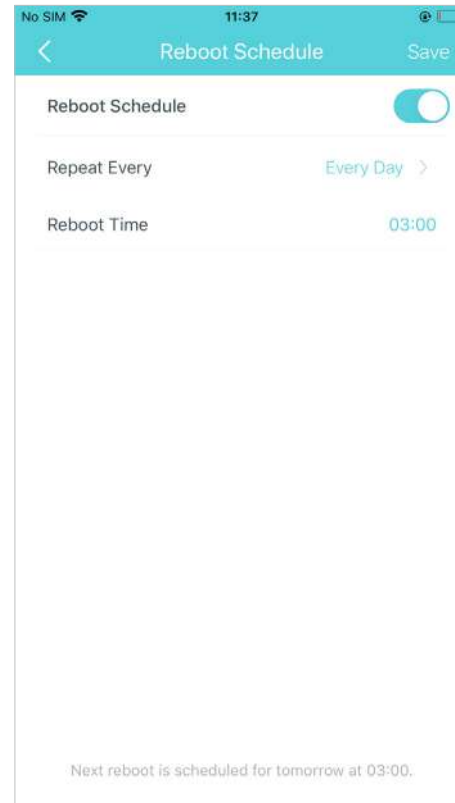 No SIM 11:37
Reboot Schedule Save
Reboot Schedule
Repeat Every Every Day
Reboot Time 03:00
Next reboot is scheduled for tomorrow at 03:00.